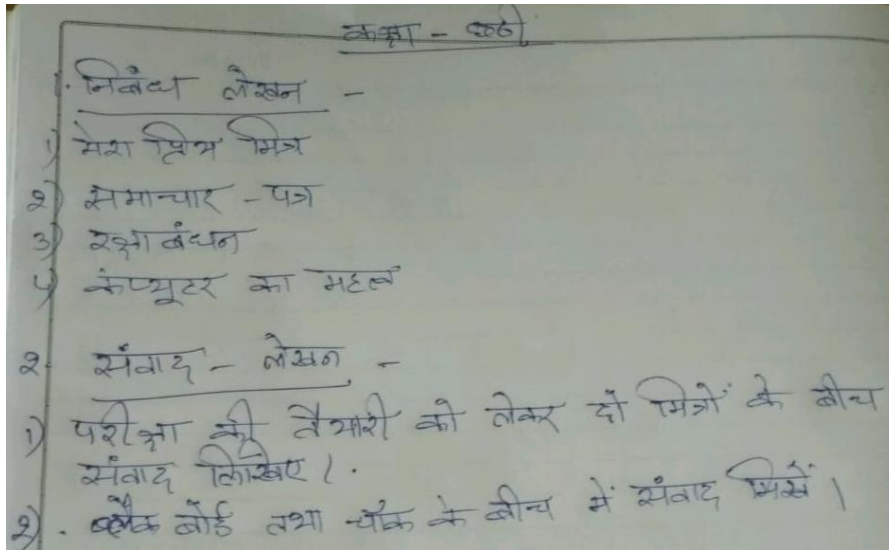 कक्षा - छठी
1. निबंध लेखन -
1) मेरा प्रिय मित्र
2) समाचार - पत्र
3) रक्षाबंधन
4) कंप्यूटर का महत्व
2. संवाद - लेखन -
1) परीक्षा की तैयारी को लेकर दो मित्रों के बीच
संवाद लिखिए।
2). ब्लैक बोर्ड तथा चॉक के बीच में संवाद लिखें।